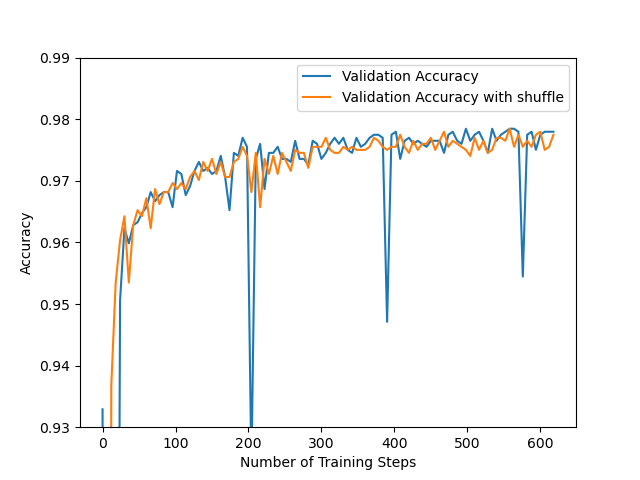 0.99
0.98
0.97
0.96
0.95
0.94
0.93
Accuracy
Validation Accuracy
Validation Accuracy with shuffle
0 100 200 300 400 500 600
Number of Training Steps